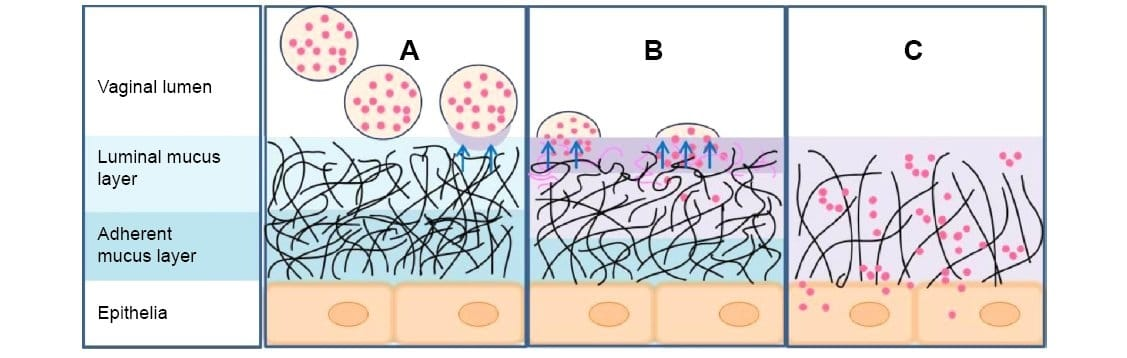 A
B
C
Vaginal lumen
Luminal mucus
layer
Adherent
mucus layer
Epithelia